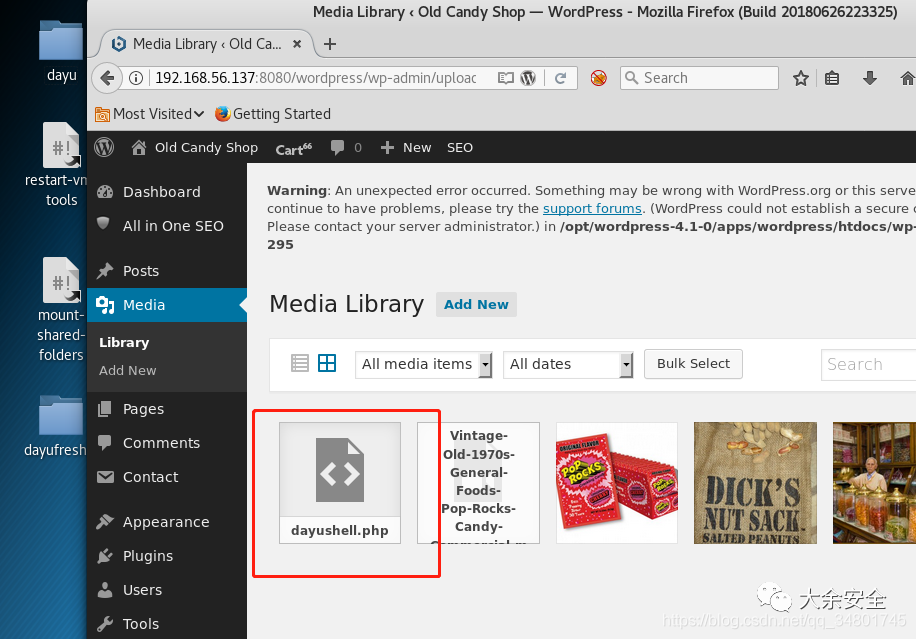 Media Library ‹ Old Candy Shop — WordPress - Mozilla Firefox (Build 20180626223325)
Media Library ‹ Old Ca...
192.168.56.137:8080/wordpress/wp-admin/upload
Search
Most Visited
Getting Started
Old Candy Shop
Cart66
0
New
SEO
dayu
restart-vm
tools
mount-
shared-
folders
dayufresh
Dashboard
All in One SEO
Posts
Media
Library
Add New
Pages
Comments
Contact
Appearance
Plugins
Users
Tools
Warning: An unexpected error occurred. Something may be wrong with WordPress.org or this serve
continue to have problems, please try the support forums. (WordPress could not establish a secure
Please contact your server administrator.) in /opt/wordpress-4.1-0/apps/wordpress/htdocs/wp-
295
Media Library
Add New
All media items
All dates
Bulk Select
Search
dayushell.php
Vintage-
Old-1970s-
General-
Foods-
Pop-Rocks-
Candy-
Commercial-m
POP ROCKS
DICK'S
NUT SACK
SALTED PEANUTS
大余安全
https://blog.csdn.net/qq_34801745